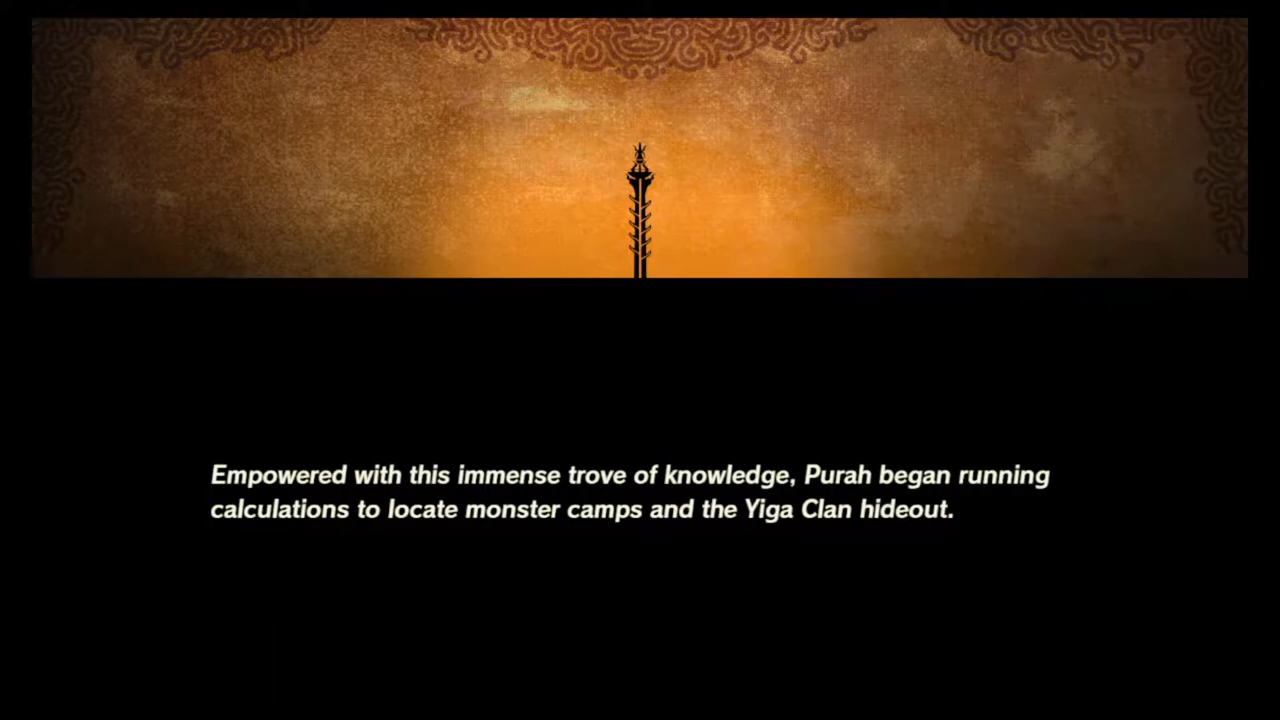 Empowered with this immense trove of knowledge, Purah began running
calculations to locate monster camps and the Yiga Clan hideout.